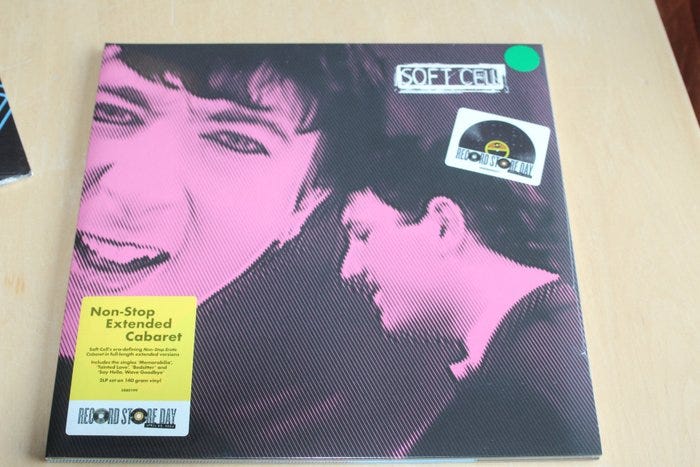 SOFT CELL
RECORD STORE DAY
Non-Stop
Extended
Cabaret
Soft Cell's era-defining Non-Stop Erotic
Cabaret in full-length extended versions
Includes the singles 'Memorabilia',
'Tainted Love', 'Bedsitter' and
'Say Hello, Wave Goodbye'
2LP set on 140 gram vinyl
RECORD STORE DAY